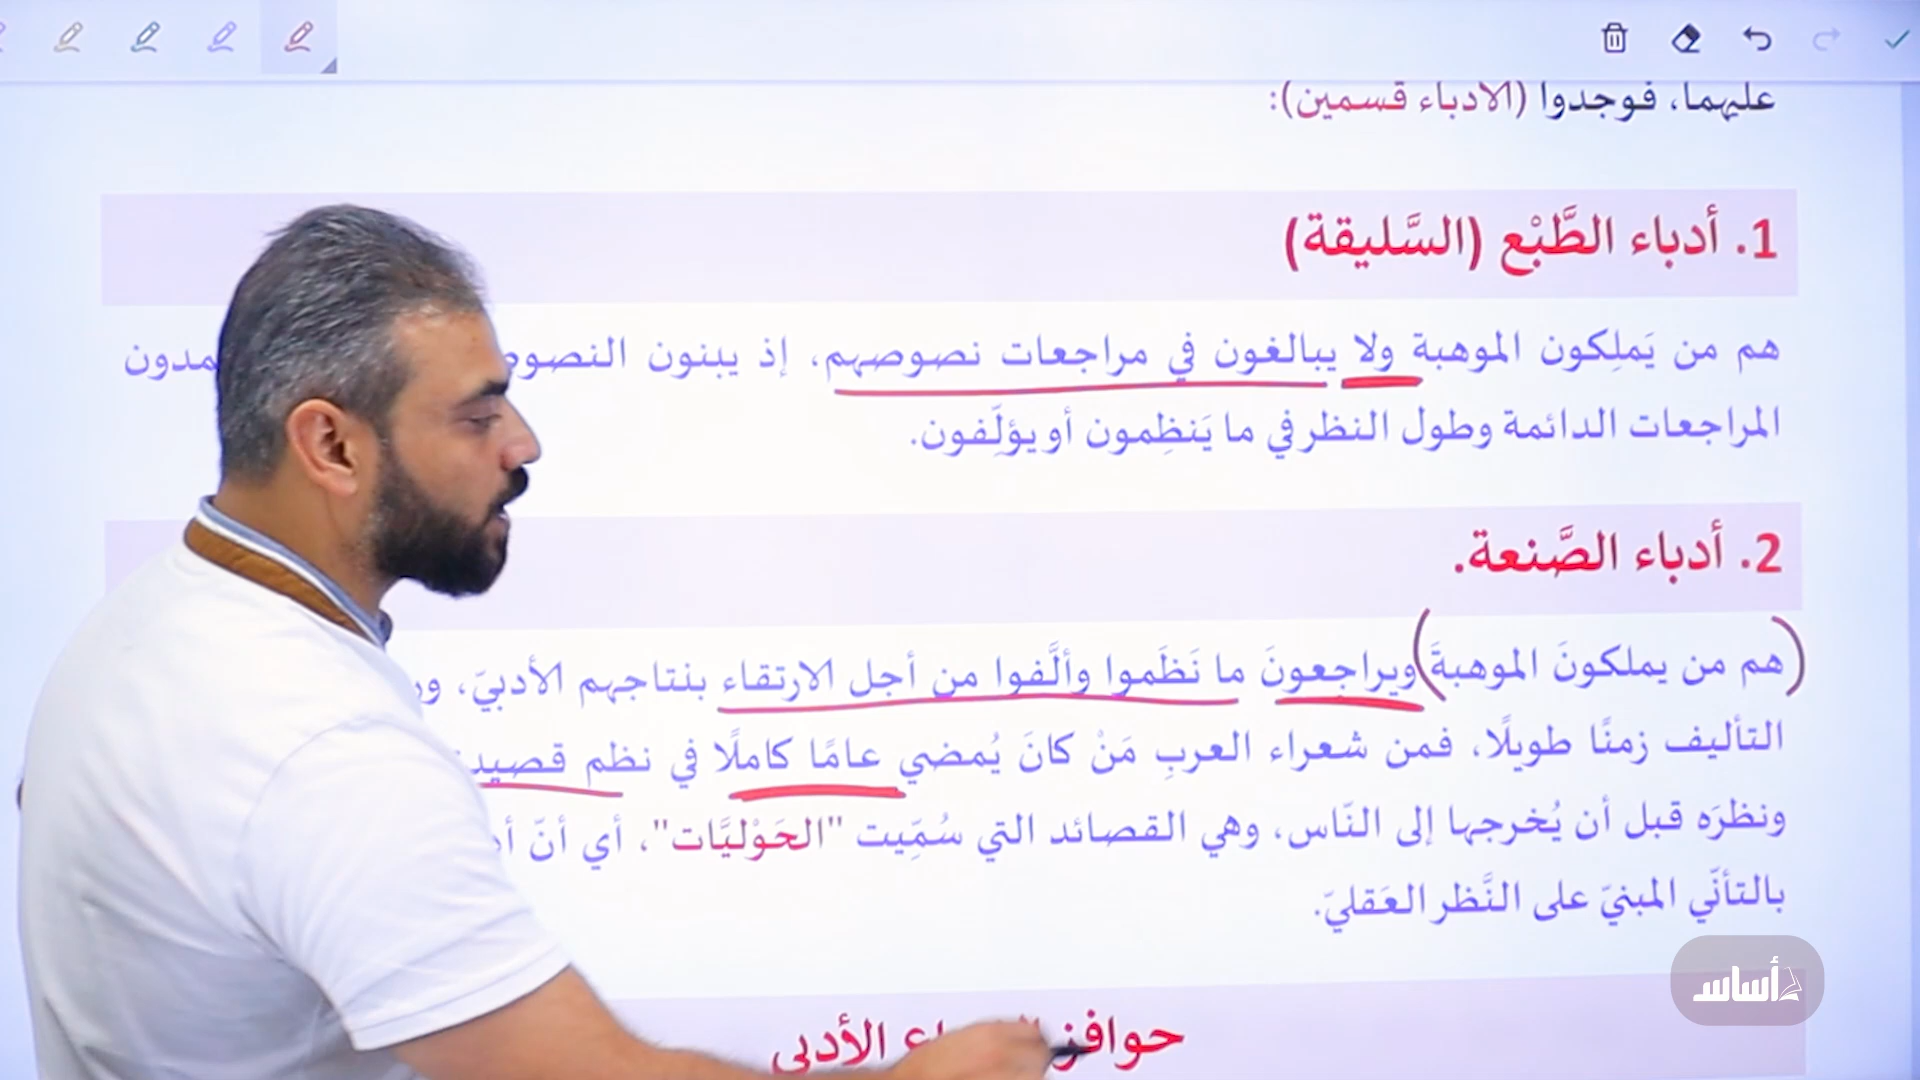 عليهما، فوجدوا (الادباء قسمين):
1. أدباء الطَّبْع (السَّليقة)
هم من يَملِكون الموهبة ولا يبالغون في مراجعات نصوصهم، إذ يبنون
المراجعات الدائمة وطول النظر في ما يَنظِمون أو يؤلِّفون.
2. أدباء الصَّنعة.
(هم من يملكونَ الموهبةَ) ويراجعونَ ما نَظَموا وألَّفوا من أجل الارتقاء بنتاجهم الأدبيّ،
التأليف زمنًا طويلًا، فمن شعراء العربِ مَنْ كانَ يُمضي عامًا كاملًا في نظم
ونظرَه قبل أن يُخرجها إلى النّاس، وهي القصائد التي سُمِّيت "الحَوْليَّات"، أي أنّ
بالتأنّي المبنيّ على النَّظر العَقليّ.
حوافز الأدبي
أساس